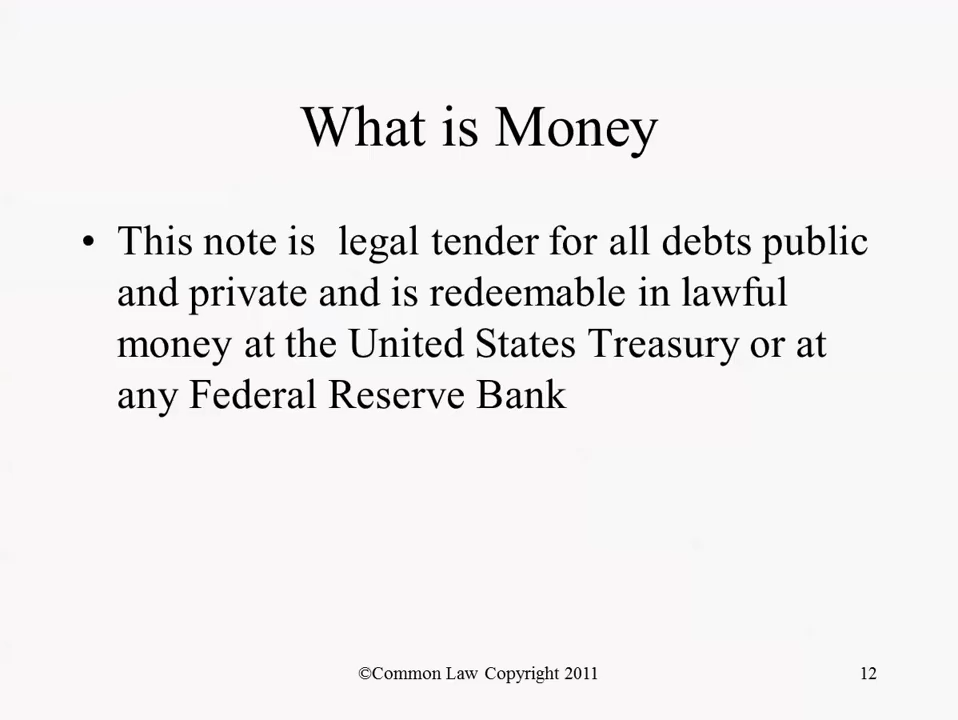 What is Money
• This note is  legal tender for all debts public
and private and is redeemable in lawful
money at the United States Treasury or at
any Federal Reserve Bank
©Common Law Copyright 2011
12